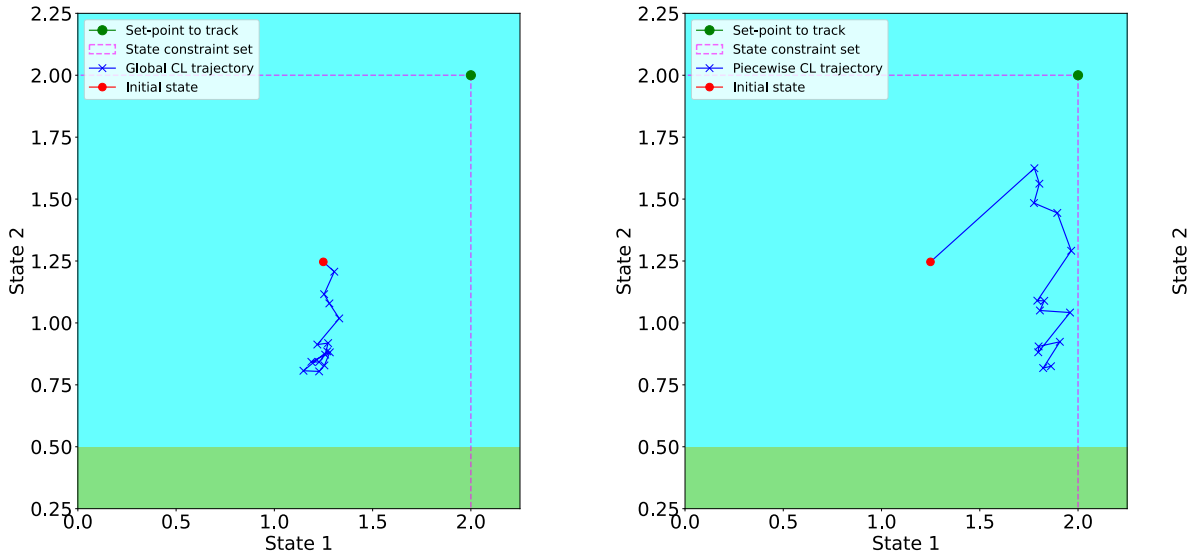 2.25
2.00
1.75
1.50
1.25
1.00
0.75
0.50
0.25
State 2
0.0
0.5
1.0
1.5
2.0
State 1
Set-point to track
State constraint set
Global CL trajectory
Initial state
2.25
2.00
1.75
1.50
1.25
1.00
0.75
0.50
0.25
State 2
0.0
0.5
1.0
1.5
2.0
State 1
Set-point to track
State constraint set
Piecewise CL trajectory
Initial state
State 2